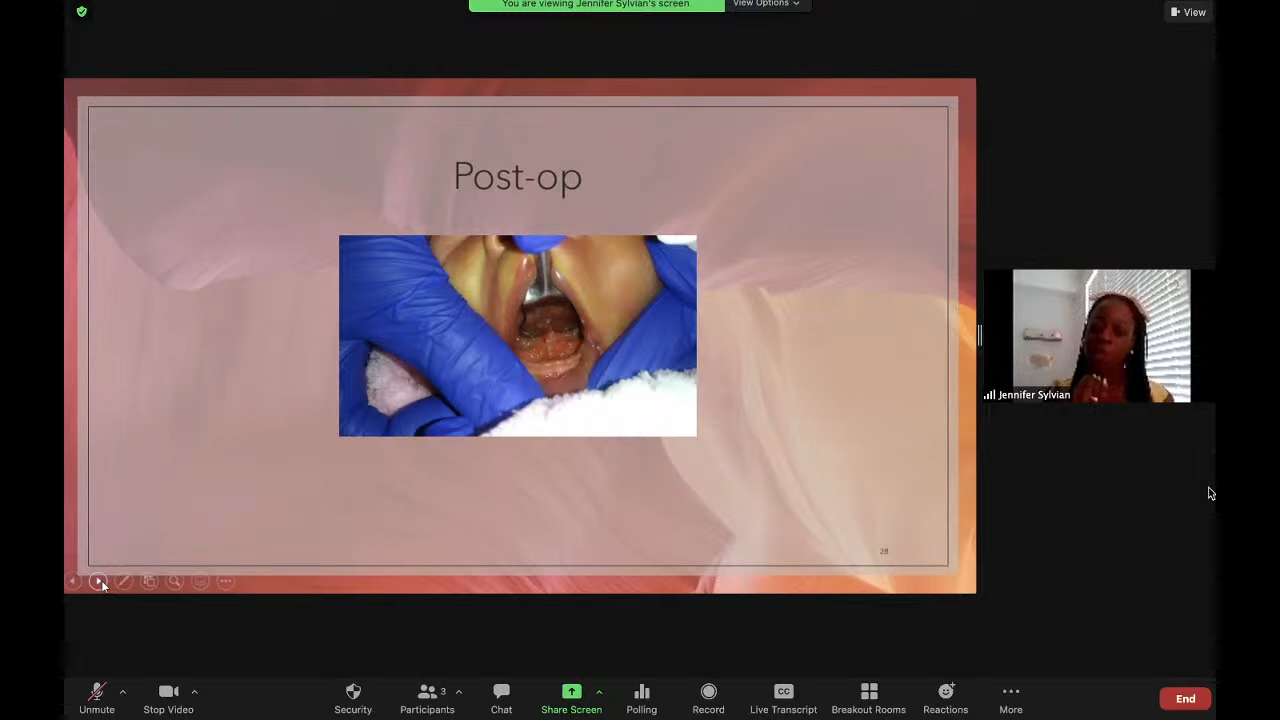 You are viewing Jennifer Sylvian's screen
View Options
View
Post-op
28
Jennifer Sylvian
Unmute
Stop Video
Security
Participants
3
Chat
Share Screen
Polling
Record
CC
Live Transcript
Breakout Rooms
Reactions
More
End